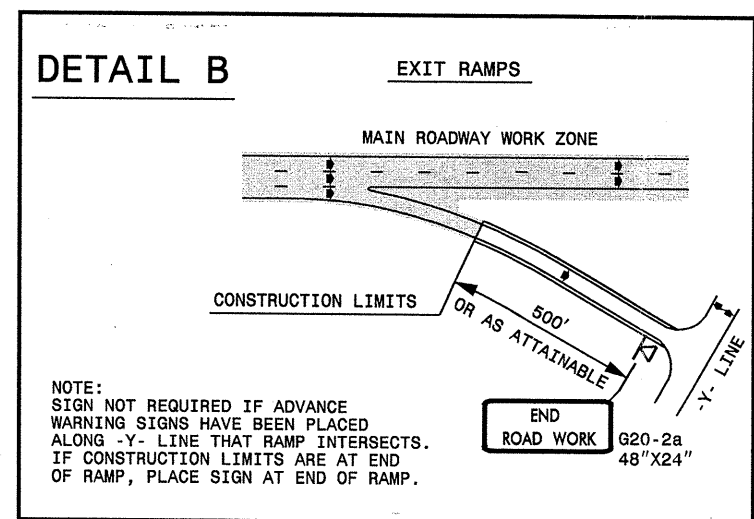 DETAIL B
EXIT RAMPS
MAIN ROADWAY WORK ZONE
CONSTRUCTION LIMITS
500'
OR AS ATTAINABLE
-Y- LINE
END
ROAD WORK
G20-2a
48"X24"
NOTE:
SIGN NOT REQUIRED IF ADVANCE
WARNING SIGNS HAVE BEEN PLACED
ALONG -Y- LINE THAT RAMP INTERSECTS.
IF CONSTRUCTION LIMITS ARE AT END
OF RAMP, PLACE SIGN AT END OF RAMP.